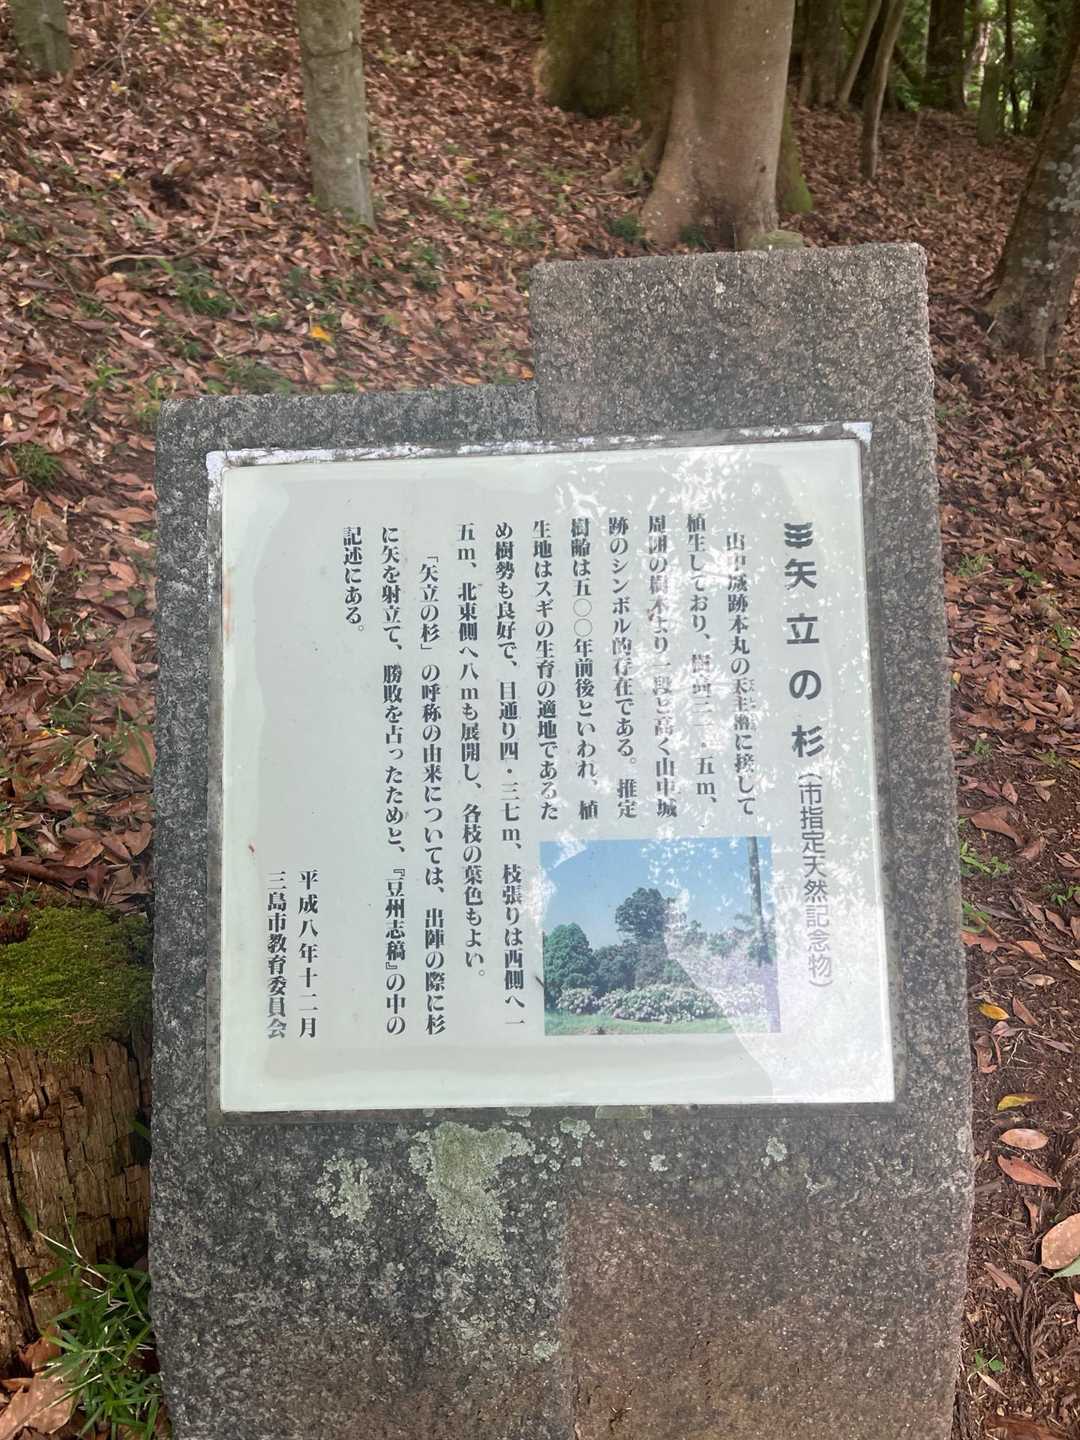 矢立の杉（市指定天然記念物）
山中城跡本丸の天主櫓に接して
植生しており、樹高三一・五ｍ、
周囲の樹木より一段と高く山中城
跡のシンボル的存在である。推定
樹齢は五〇〇年前後といわれ、植
生地はスギの生育の適地であるた
め樹勢も良好で、目通り四・三七ｍ、枝張りは西側へ一
五ｍ、北東側へ八ｍも展開し、各枝の葉色もよい。
「矢立の杉」の呼称の由来については、出陣の際に杉
に矢を射立て、勝敗を占ったためと、『豆州志稿』の中の
記述にある。
平成八年十二月
三島市教育委員会